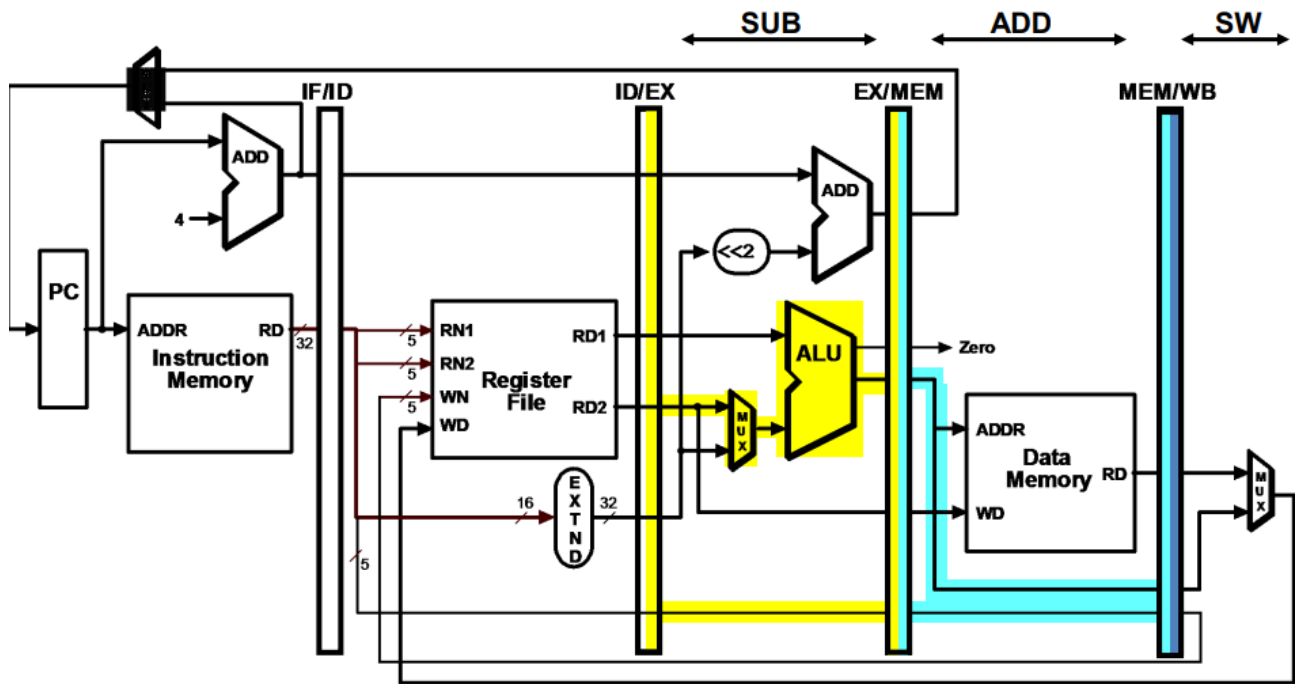 SUB
ADD
SW
IF/ID
ID/EX
EX/MEM
MEM/WB
ADD
4
ADD
<<2
PC
ADDR
RD
32
Instruction
Memory
5
RN1
5
RN2
5
WN
WD
Register
File
RD1
RD2
MUX
ALU
Zero
ADDR
Data
Memory
RD
WD
MUX
16
EXTND
32
5